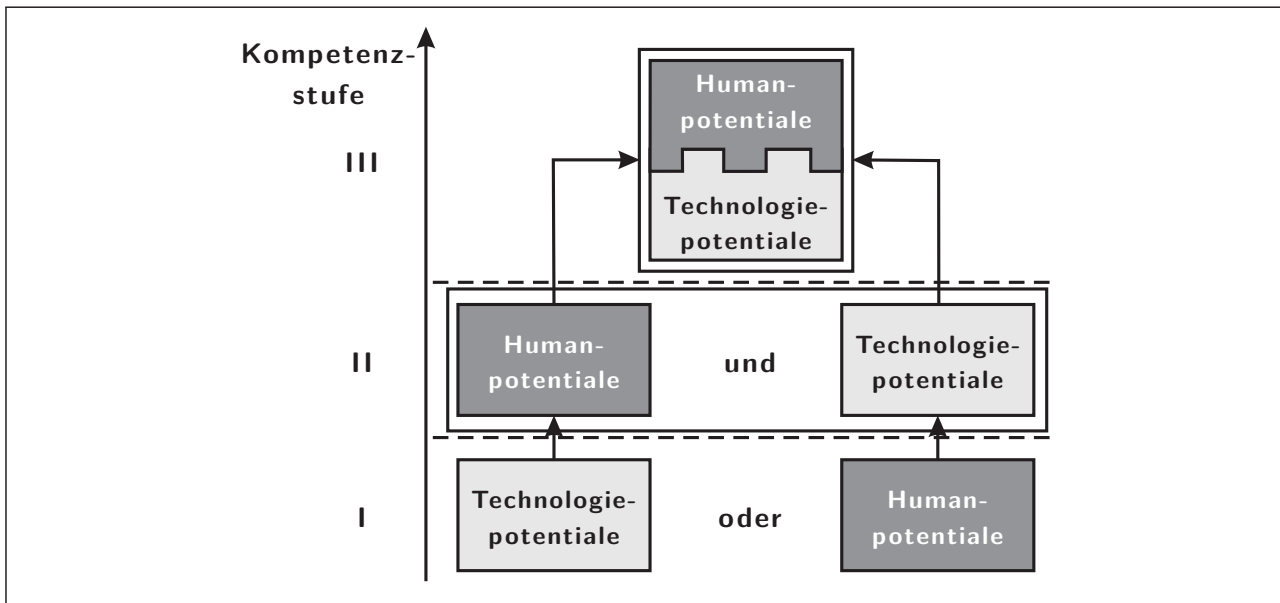 Kompetenz-
stufe
III
Human-
potentiale
Technologie-
potentiale
II
Human-
potentiale
und
Technologie-
potentiale
I
Technologie-
potentiale
oder
Human-
potentiale